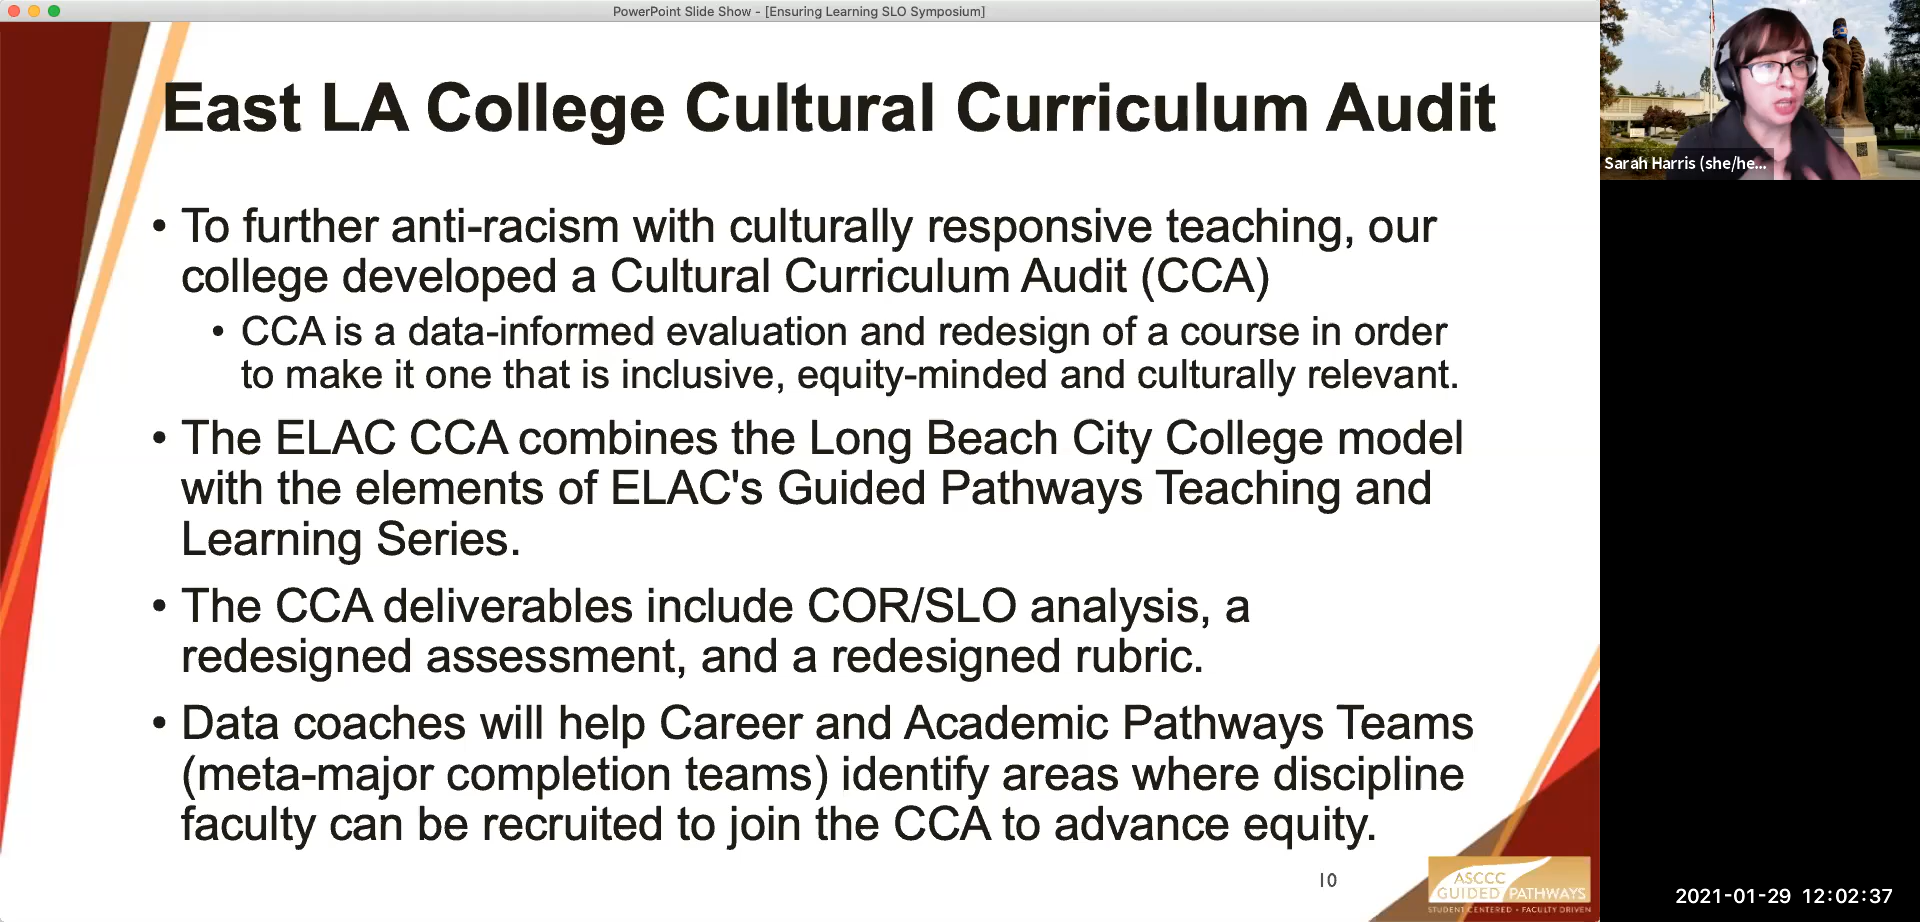 PowerPoint Slide Show - [Ensuring Learning SLO Symposium]
East LA College Cultural Curriculum Audit
Sarah Harris (she/he...
• To further anti-racism with culturally responsive teaching, our
college developed a Cultural Curriculum Audit (CCA)
• CCA is a data-informed evaluation and redesign of a course in order
to make it one that is inclusive, equity-minded and culturally relevant.
• The ELAC CCA combines the Long Beach City College model
with the elements of ELAC's Guided Pathways Teaching and
Learning Series.
• The CCA deliverables include COR/SLO analysis, a
redesigned assessment, and a redesigned rubric.
• Data coaches will help Career and Academic Pathways Teams
(meta-major completion teams) identify areas where discipline
faculty can be recruited to join the CCA to advance equity.
10
ASCCC
GUIDED PATHWAYS
STUDENT CENTERED • FACULTY DRIVEN
2021-01-29 12:02:37